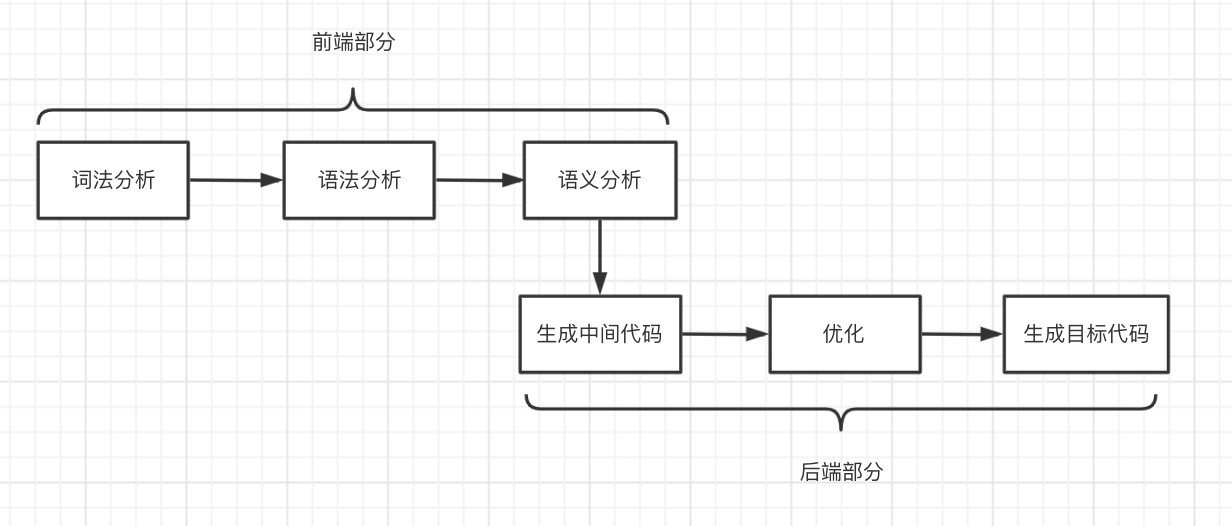 前端部分
词法分析
语法分析
语义分析
生成中间代码
优化
生成目标代码
后端部分